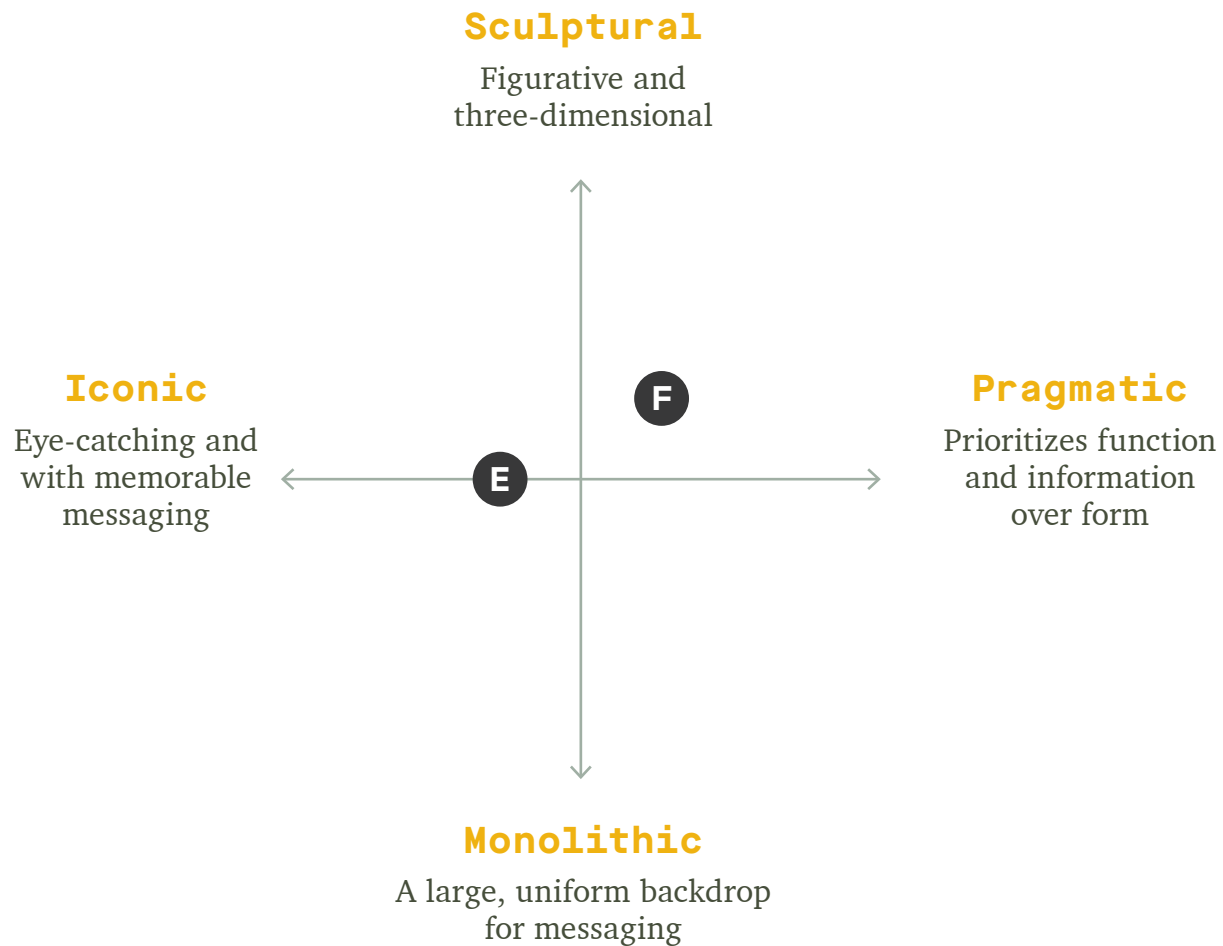 Sculptural
Figurative and
three-dimensional
Iconic
Eye-catching and
with memorable
messaging
F
E
Pragmatic
Prioritizes function
and information
over form
Monolithic
A large, uniform backdrop
for messaging